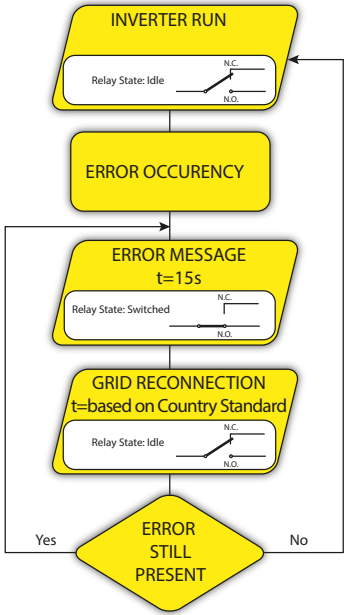 INVERTER RUN
N.C.
Relay State: Idle
N.O.
ERROR OCCURENCY
ERROR MESSAGE
t=15s
N.C.
Relay State: Switched
N.O.
GRID RECONNECTION
t=based on Country Standard
N.C.
Relay State: Idle
N.O.
Yes
ERROR
STILL
PRESENT
No